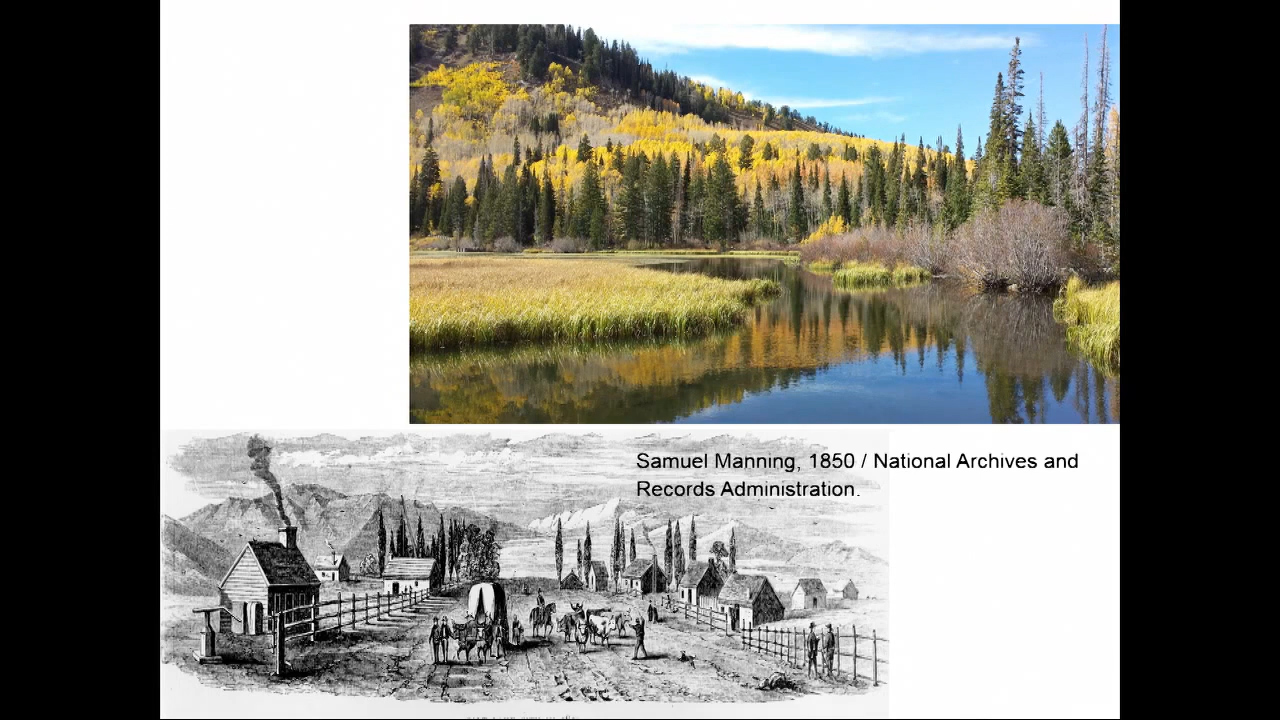 Samuel Manning, 1850 / National Archives and
Records Administration.